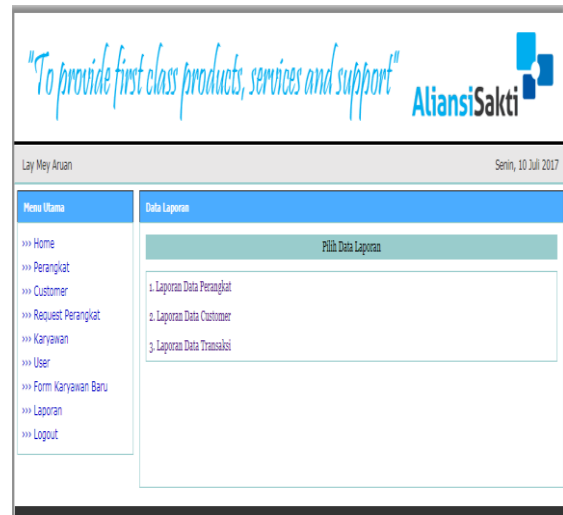 "To provide first class products, services and support"
AliansiSakti
Lay Mey Aruan
Senin, 10 Juli 2017
Menu Utama
››› Home
››› Perangkat
››› Customer
››› Request Perangkat
››› Karyawan
››› User
››› Form Karyawan Baru
››› Laporan
››› Logout
Data Laporan
Pilih Data Laporan
1. Laporan Data Perangkat
2. Laporan Data Customer
3. Laporan Data Transaksi